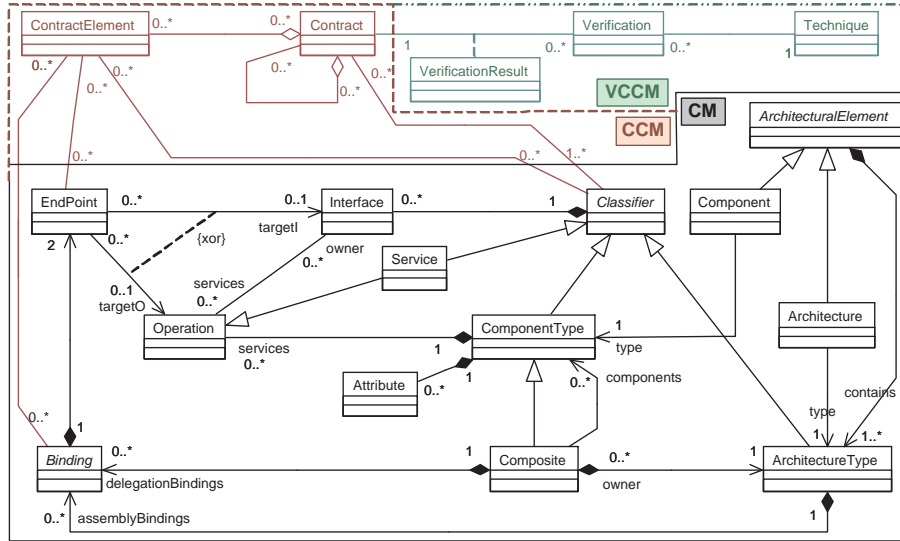 ContractElement
0..*
0..*
Contract
1
0..*
Verification
0..*
1
Technique
0..*
0..*
0..*
0..*
0..*
0..*
0..*
VerificationResult
VCCM
CM
CCM
ArchitecturalElement
0..*
0..*
1..*
EndPoint
0..*
0..1
Interface
0..*
1
Classifier
Component
targetI
{xor}
2
0..*
owner
0..*
Service
0..1
targetO
services
0..*
Operation
services
0..*
1
ComponentType
1
type
Architecture
Attribute
0..*
1
0..*
components
contains
type
0..*
1
1
1..*
Binding
0..*
delegationBindings
1
Composite
0..*
owner
1
ArchitectureType
0..*
assemblyBindings
1